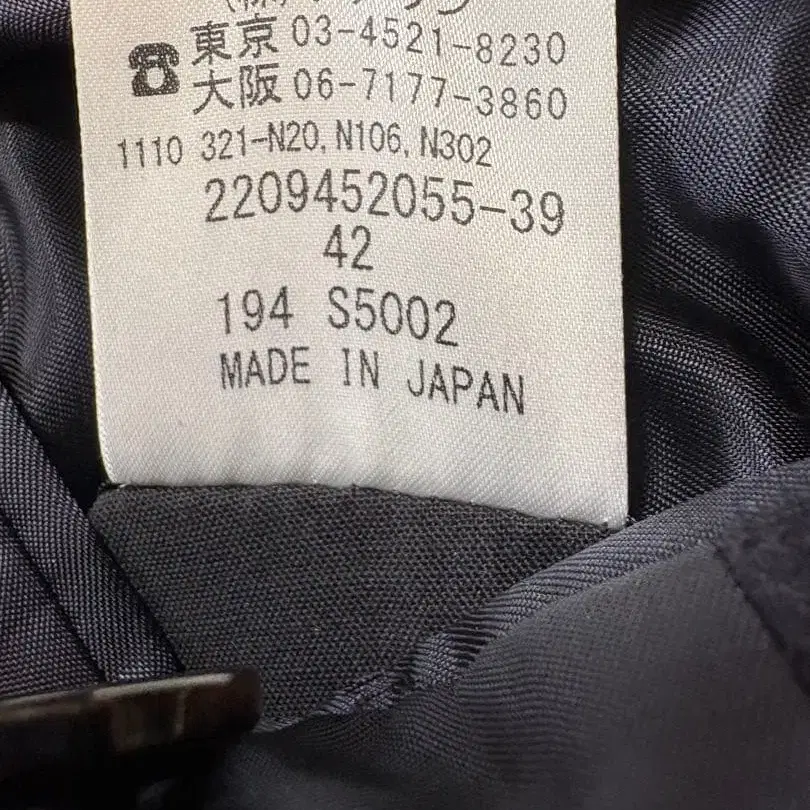 (株)
☎ 東京 03-4521-8230
大阪 06-7177-3860
1110 321-N20, N106, N302
2209452055-39
42
194 S5002
MADE IN JAPAN